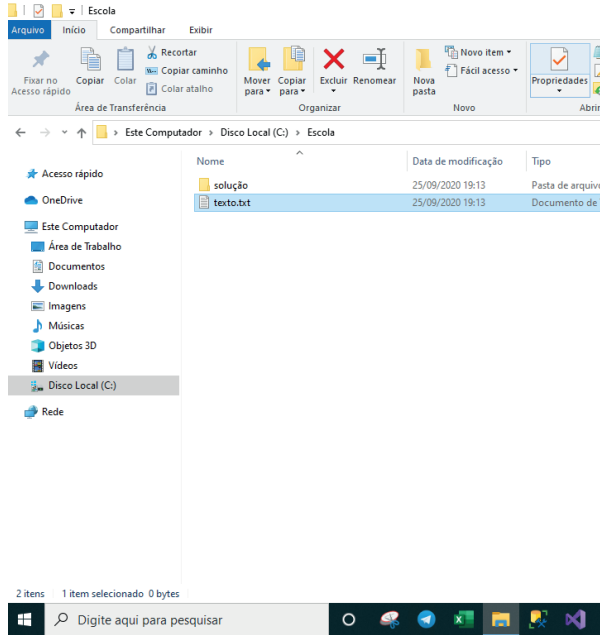 Escola
Arquivo Início Compartilhar Exibir
Fixar no Acesso rápido
Copiar
Colar
Recortar
Copiar caminho
Colar atalho
Área de Transferência
Mover para
Copiar para
Excluir
Renomear
Organizar
Nova pasta
Novo item
Fácil acesso
Novo
Propriedades
Abrir
Este Computador > Disco Local (C:) > Escola
Nome Data de modificação Tipo
solução 25/09/2020 19:13 Pasta de arquivo
texto.txt 25/09/2020 19:13 Documento de
Acesso rápido
OneDrive
Este Computador
Área de Trabalho
Documentos
Downloads
Imagens
Músicas
Objetos 3D
Vídeos
Disco Local (C:)
Rede
2 itens 1 item selecionado 0 bytes
Digite aqui para pesquisar